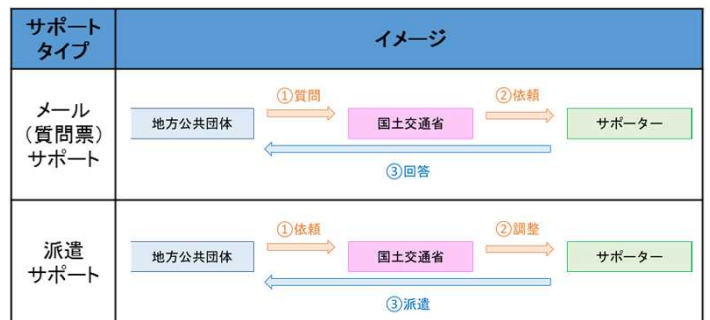 サポート
タイプ
イメージ
メール
(質問票)
サポート
①質問
②依頼
地方公共団体
国土交通省
サポーター
③回答
派遣
サポート
①依頼
②調整
地方公共団体
国土交通省
サポーター
③派遣